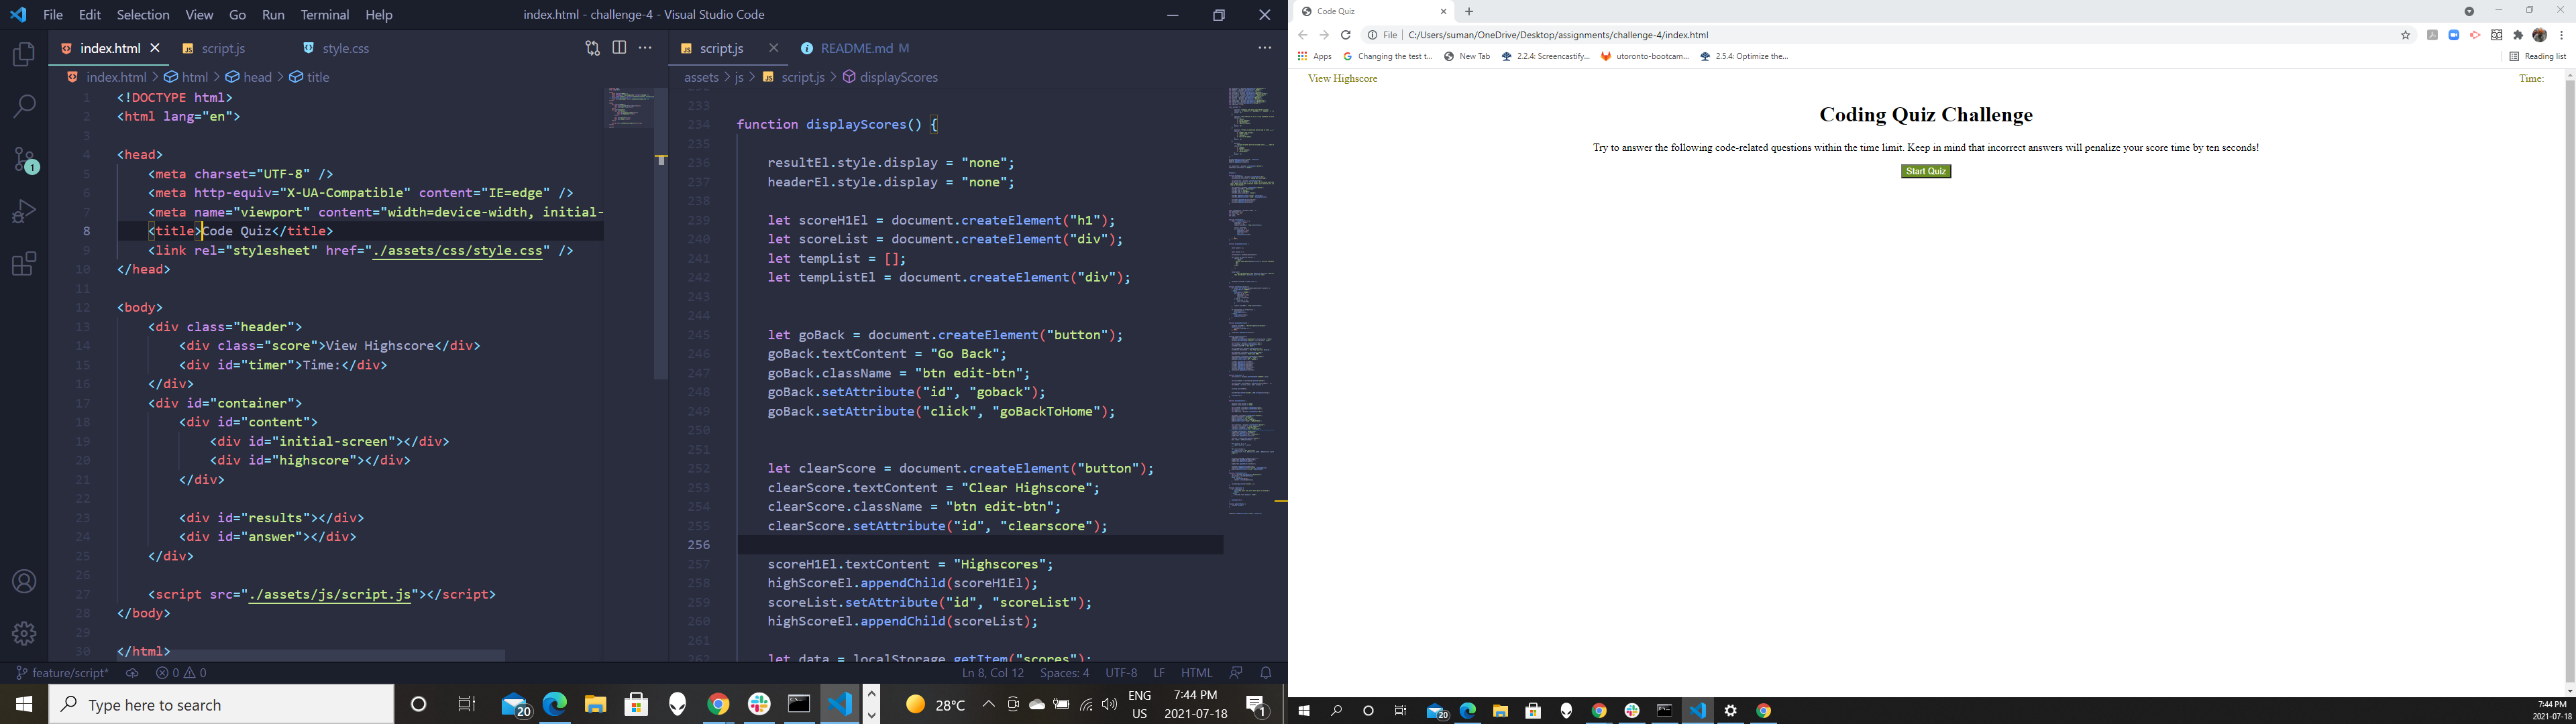 File Edit Selection View Go Run Terminal Help
index.html - challenge-4 - Visual Studio Code
index.html script.js style.css
index.html > html > head > title
1 <!DOCTYPE html>
2 <html lang="en">
3
4 <head>
5 <meta charset="UTF-8" />
6 <meta http-equiv="X-UA-Compatible" content="IE=edge" />
7 <meta name="viewport" content="width=device-width, initial-
8 <title>Code Quiz</title>
9 <link rel="stylesheet" href="./assets/css/style.css" />
10 </head>
11
12 <body>
13 <div class="header">
14 <div class="score">View Highscore</div>
15 <div id="timer">Time:</div>
16 </div>
17 <div id="container">
18 <div id="content">
19 <div id="initial-screen"></div>
20 <div id="highscore"></div>
21 </div>
22
23 <div id="results"></div>
24 <div id="answer"></div>
25 </div>
26
27 <script src="./assets/js/script.js"></script>
28 </body>
29
30 </html>
script.js README.md M
assets > js > script.js > displayScores
233
234 function displayScores() {
235
236 resultEl.style.display = "none";
237 headerEl.style.display = "none";
238
239 let scoreH1El = document.createElement("h1");
240 let scoreList = document.createElement("div");
241 let tempList = [];
242 let tempListEl = document.createElement("div");
243
244
245 let goBack = document.createElement("button");
246 goBack.textContent = "Go Back";
247 goBack.className = "btn edit-btn";
248 goBack.setAttribute("id", "goback");
249 goBack.setAttribute("click", "goBackToHome");
250
251
252 let clearScore = document.createElement("button");
253 clearScore.textContent = "Clear Highscore";
254 clearScore.className = "btn edit-btn";
255 clearScore.setAttribute("id", "clearscore");
256
257 scoreH1El.textContent = "Highscores";
258 highScoreEl.appendChild(scoreH1El);
259 scoreList.setAttribute("id", "scoreList");
260 highScoreEl.appendChild(scoreList);
261
262 let data = localStorage.getItem("scores");
1
feature/script* 0 0 Ln 8, Col 12 Spaces: 4 UTF-8 LF HTML
Type here to search
20
28°C
ENG
US
7:44 PM
2021-07-18
1
Code Quiz
File C:/Users/suman/OneDrive/Desktop/assignments/challenge-4/index.html
Apps Changing the test t... New Tab 2.2.4: Screencastify... utoronto-bootcam... 2.5.4: Optimize the... Reading list
View Highscore Time:
Coding Quiz Challenge
Try to answer the following code-related questions within the time limit. Keep in mind that incorrect answers will penalize your score time by ten seconds!
Start Quiz
20
7:44 PM
2021-07-18